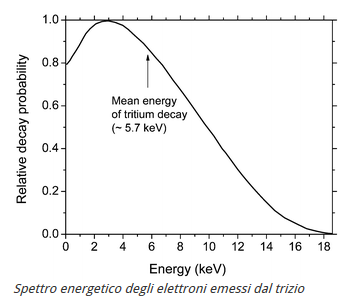 1.0
0.8
0.6
0.4
0.2
0.0
Relative decay probability
Mean energy
of tritium decay
(~ 5.7 keV)
0 2 4 6 8 10 12 14 16 18
Energy (keV)
Spettro energetico degli elettroni emessi dal trizio